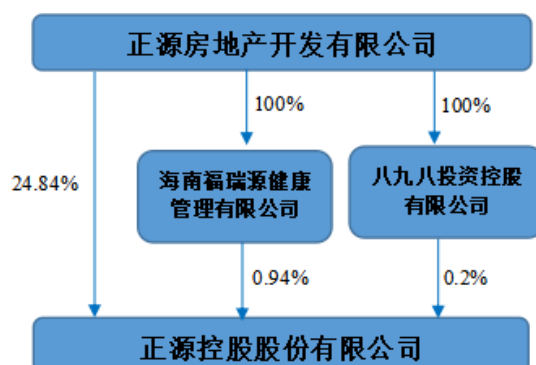 正源房地产开发有限公司
100%
100%
24.84%
海南福瑞源健康
管理有限公司
八九八投资控股
有限公司
0.94%
0.2%
正源控股股份有限公司